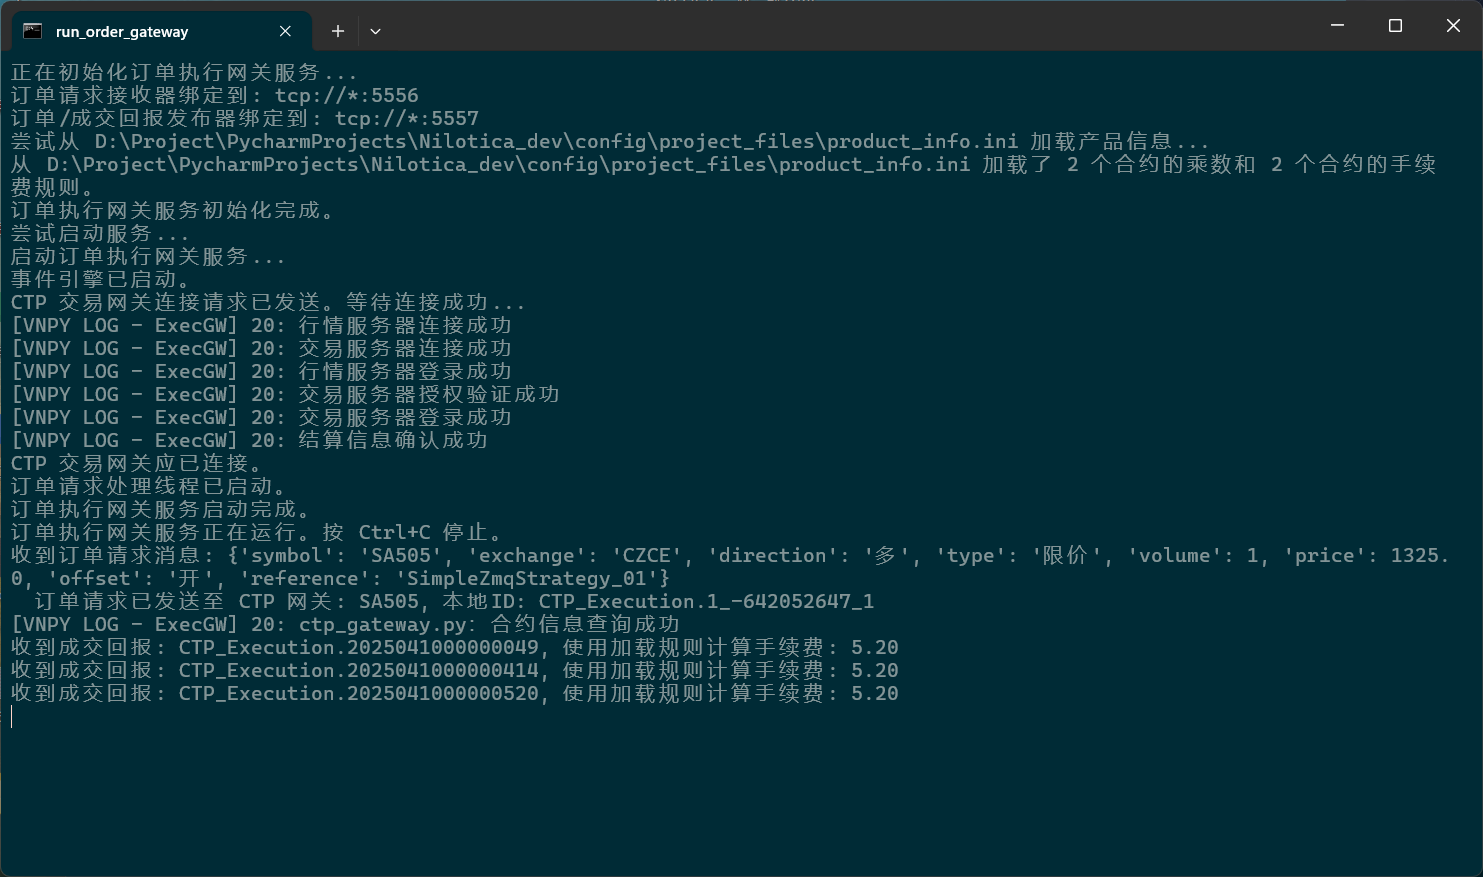 run_order_gateway
正在初始化订单执行网关服务...
订单请求接收器绑定到: tcp://*:5556
订单/成交回报发布器绑定到: tcp://*:5557
尝试从 D:\Project\PycharmProjects\Nilotica_dev\config\project_files\product_info.ini 加载产品信息...
从 D:\Project\PycharmProjects\Nilotica_dev\config\project_files\product_info.ini 加载了 2 个合约的乘数和 2 个合约的手续
费规则。
订单执行网关服务初始化完成。
尝试启动服务...
启动订单执行网关服务...
事件引擎已启动。
CTP 交易网关连接请求已发送。等待连接成功...
[VNPY LOG - ExecGW] 20: 行情服务器连接成功
[VNPY LOG - ExecGW] 20: 交易服务器连接成功
[VNPY LOG - ExecGW] 20: 行情服务器登录成功
[VNPY LOG - ExecGW] 20: 交易服务器授权验证成功
[VNPY LOG - ExecGW] 20: 交易服务器登录成功
[VNPY LOG - ExecGW] 20: 结算信息确认成功
CTP 交易网关应已连接。
订单请求处理线程已启动。
订单执行网关服务启动完成。
订单执行网关服务正在运行。按 Ctrl+C 停止。
收到订单请求消息: {'symbol': 'SA505', 'exchange': 'CZCE', 'direction': '多', 'type': '限价', 'volume': 1, 'price': 1325.
0, 'offset': '开', 'reference': 'SimpleZmqStrategy_01'}
订单请求已发送至 CTP 网关: SA505, 本地ID: CTP_Execution.1_-642052647_1
[VNPY LOG - ExecGW] 20: ctp_gateway.py：合约信息查询成功
收到成交回报: CTP_Execution.2025041000000049, 使用加载规则计算手续费: 5.20
收到成交回报: CTP_Execution.2025041000000414, 使用加载规则计算手续费: 5.20
收到成交回报: CTP_Execution.2025041000000520, 使用加载规则计算手续费: 5.20